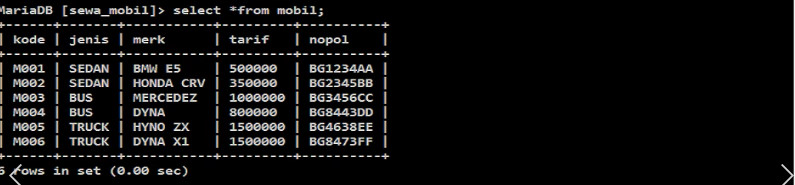 MariaDB [sewa_mobil]> select *from mobil;
+------+-------+-----------+---------+----------+
| kode | jenis | merk | tarif | nopol |
+------+-------+-----------+---------+----------+
| M001 | SEDAN | BMW E5 | 500000 | BG1234AA |
| M002 | SEDAN | HONDA CRV | 350000 | BG2345BB |
| M003 | BUS | MERCEDEZ | 1000000 | BG3456CC |
| M004 | BUS | DYNA | 800000 | BG8443DD |
| M005 | TRUCK | HYNO ZX | 1500000 | BG4638EE |
| M006 | TRUCK | DYNA X1 | 1500000 | BG8473FF |
+------+-------+-----------+---------+----------+
6 rows in set (0.00 sec)